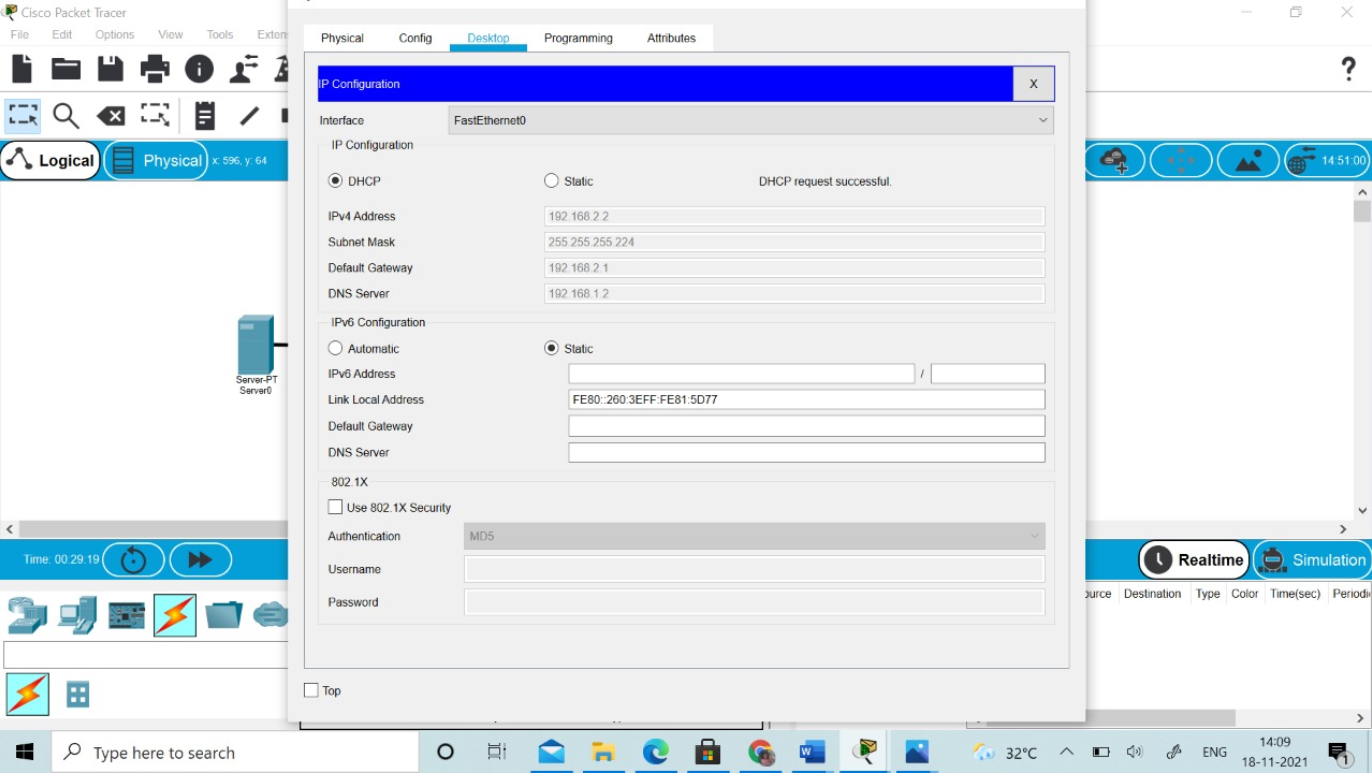 Cisco Packet Tracer
File Edit Options View Tools Exten
Physical Config Desktop Programming Attributes
IP Configuration X
Interface FastEthernet0
IP Configuration
DHCP Static DHCP request successful.
IPv4 Address 192.168.2.2
Subnet Mask 255.255.255.224
Default Gateway 192.168.2.1
DNS Server 192.168.1.2
IPv6 Configuration
Automatic Static
IPv6 Address /
Link Local Address FE80::260:3EFF:FE81:5D77
Default Gateway
DNS Server
802.1X
Use 802.1X Security
Authentication MD5
Username
Password
Top
Logical Physical x: 596, y: 64 14:51:00
Server-PT
Server0
Time: 00:29:19 Realtime Simulation
ource Destination Type Color Time(sec) Periodi
Type here to search 32°C ENG 14:09
18-11-2021 1